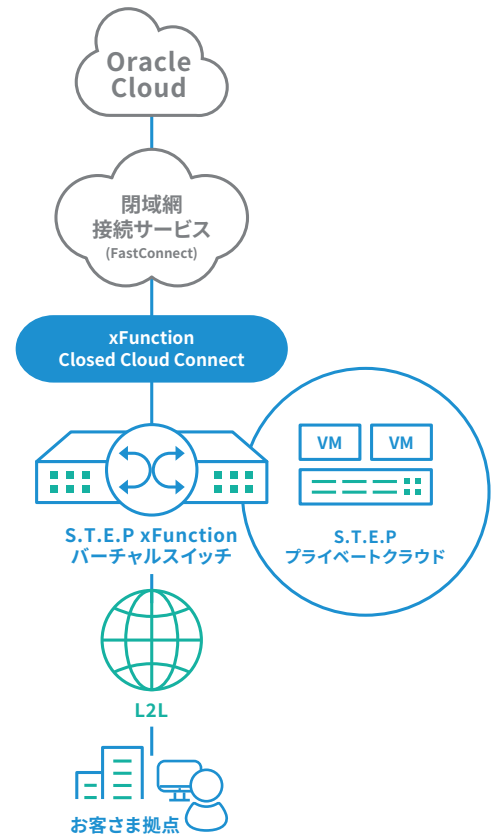 Oracle
Cloud
閉域網
接続サービス
(FastConnect)
xFunction
Closed Cloud Connect
VM
VM
S.T.E.P xFunction
バーチャルスイッチ
S.T.E.P
プライベートクラウド
L2L
お客さま拠点